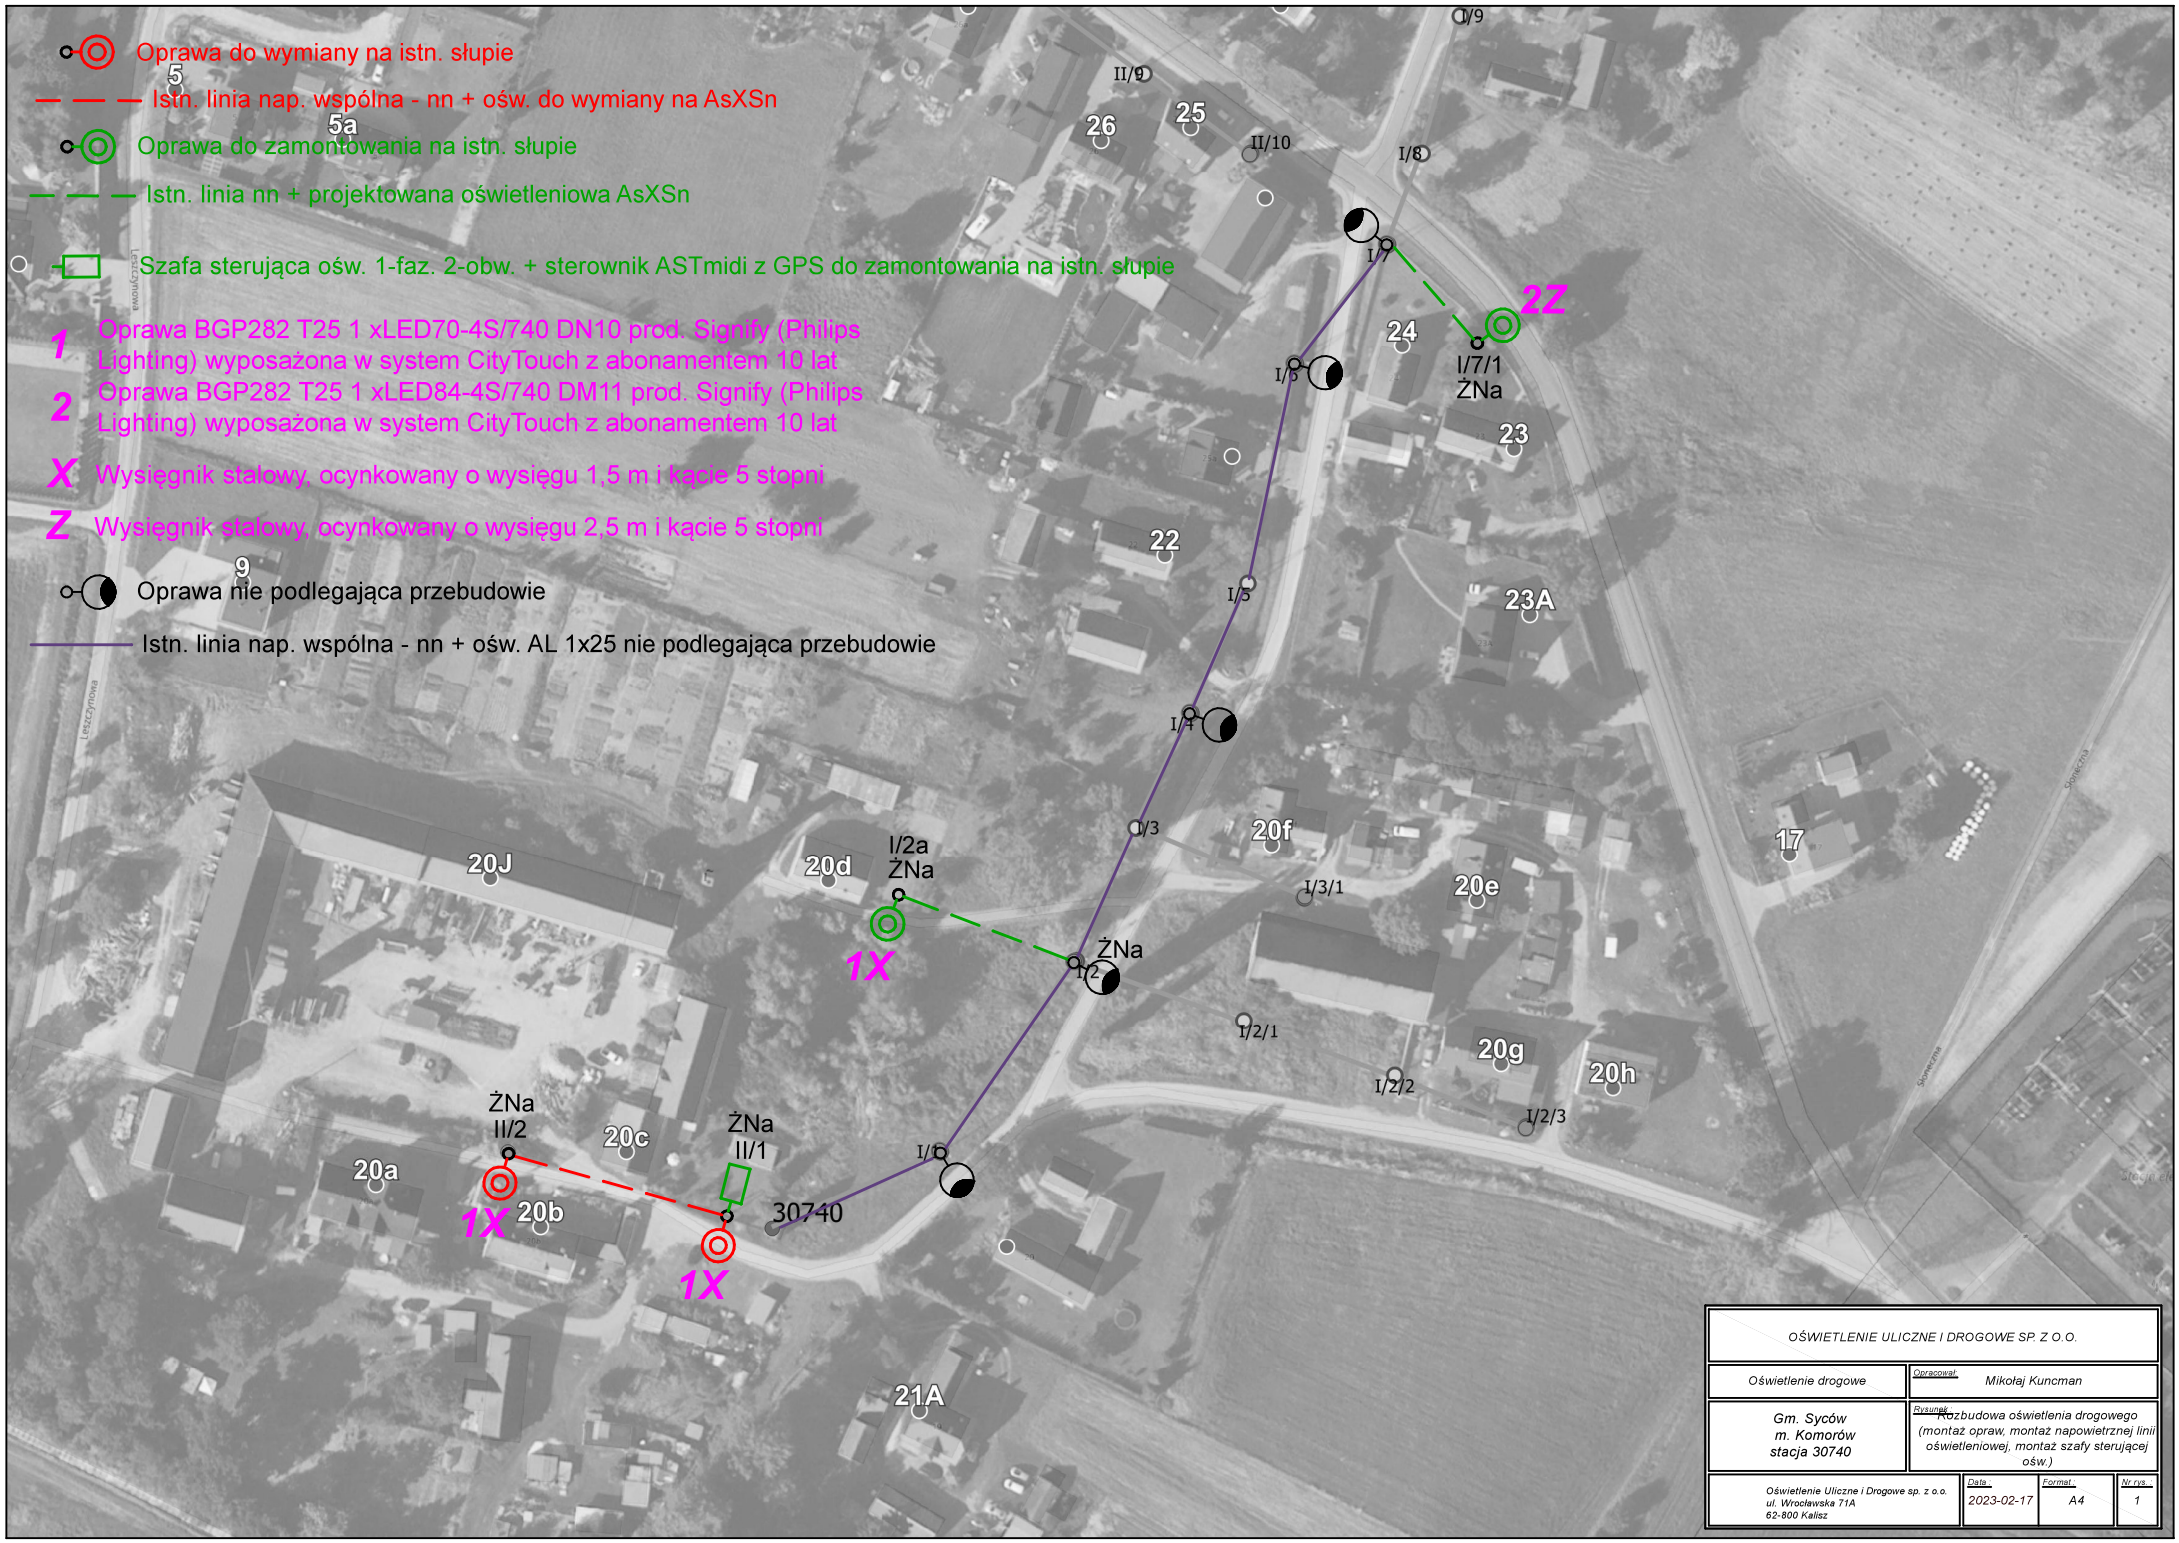 Oprawa do wymiany na istn. słupie
Istn. linia nap. wspólna - nn + ośw. do wymiany na AsXSn
Oprawa do zamontowania na istn. słupie
Istn. linia nn + projektowana oświetleniowa AsXSn
Szafa sterująca ośw. 1-faz. 2-obw. + sterownik ASTmidi z GPS do zamontowania na istn. słupie
1 Oprawa BGP282 T25 1 xLED70-4S/740 DN10 prod. Signify (Philips
Lighting) wyposażona w system CityTouch z abonamentem 10 lat
2 Oprawa BGP282 T25 1 xLED84-4S/740 DM11 prod. Signify (Philips
Lighting) wyposażona w system CityTouch z abonamentem 10 lat
X Wysięgnik stalowy, ocynkowany o wysięgu 1,5 m i kącie 5 stopni
Z Wysięgnik stalowy, ocynkowany o wysięgu 2,5 m i kącie 5 stopni
Oprawa nie podlegająca przebudowie
Istn. linia nap. wspólna - nn + ośw. AL 1x25 nie podlegająca przebudowie
5
5a
9
Leszczynowa
Leszczynowa
I/9
II/9
26
25
II/10
I/8
I/7
2Z
24
I/7/1
ŻNa
I/6
23
22
I/5
23A
I/4
Słoneczna
I/3
20f
17
I/2a
ŻNa
20J
20d
I/3/1
20e
1X
ŻNa
I/2
I/2/1
20g
20h
I/2/2
I/2/3
Słoneczna
ŻNa
II/2
20c
ŻNa
II/1
I/1
20a
20b
30740
1X
1X
21A
OŚWIETLENIE ULICZNE I DROGOWE SP. Z O.O.
Oświetlenie drogowe
Opracował:
Mikołaj Kuncman
Gm. Syców
m. Komorów
stacja 30740
Rysunek :
Rozbudowa oświetlenia drogowego
(montaż opraw, montaż napowietrznej linii
oświetleniowej, montaż szafy sterującej
ośw.)
Oświetlenie Uliczne i Drogowe sp. z o.o.
ul. Wrocławska 71A
62-800 Kalisz
Data :
2023-02-17
Format :
A4
Nr rys. :
1